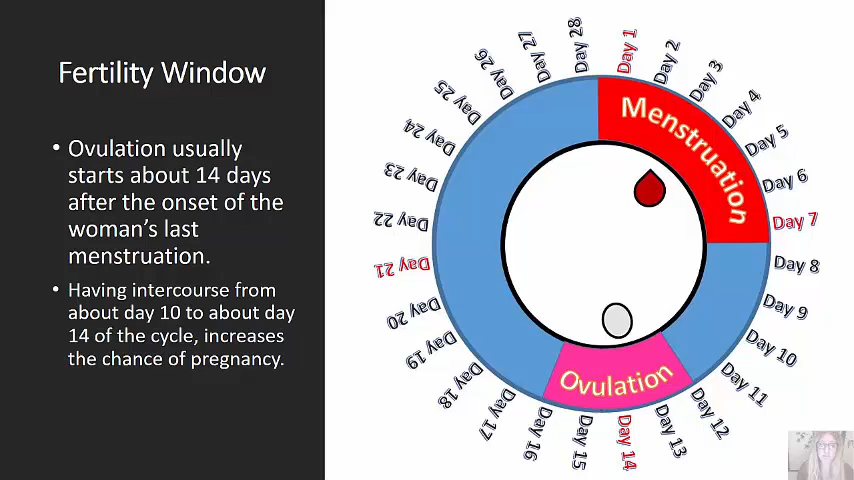 Fertility Window
• Ovulation usually
starts about 14 days
after the onset of the
woman's last
menstruation.
• Having intercourse from
about day 10 to about day
14 of the cycle, increases
the chance of pregnancy.
Menstruation
Ovulation
Day 1
Day 2
Day 3
Day 4
Day 5
Day 6
Day 7
Day 8
Day 9
Day 10
Day 11
Day 12
Day 13
Day 14
Day 15
Day 16
Day 17
Day 18
Day 19
Day 20
Day 21
Day 22
Day 23
Day 24
Day 25
Day 26
Day 27
Day 28